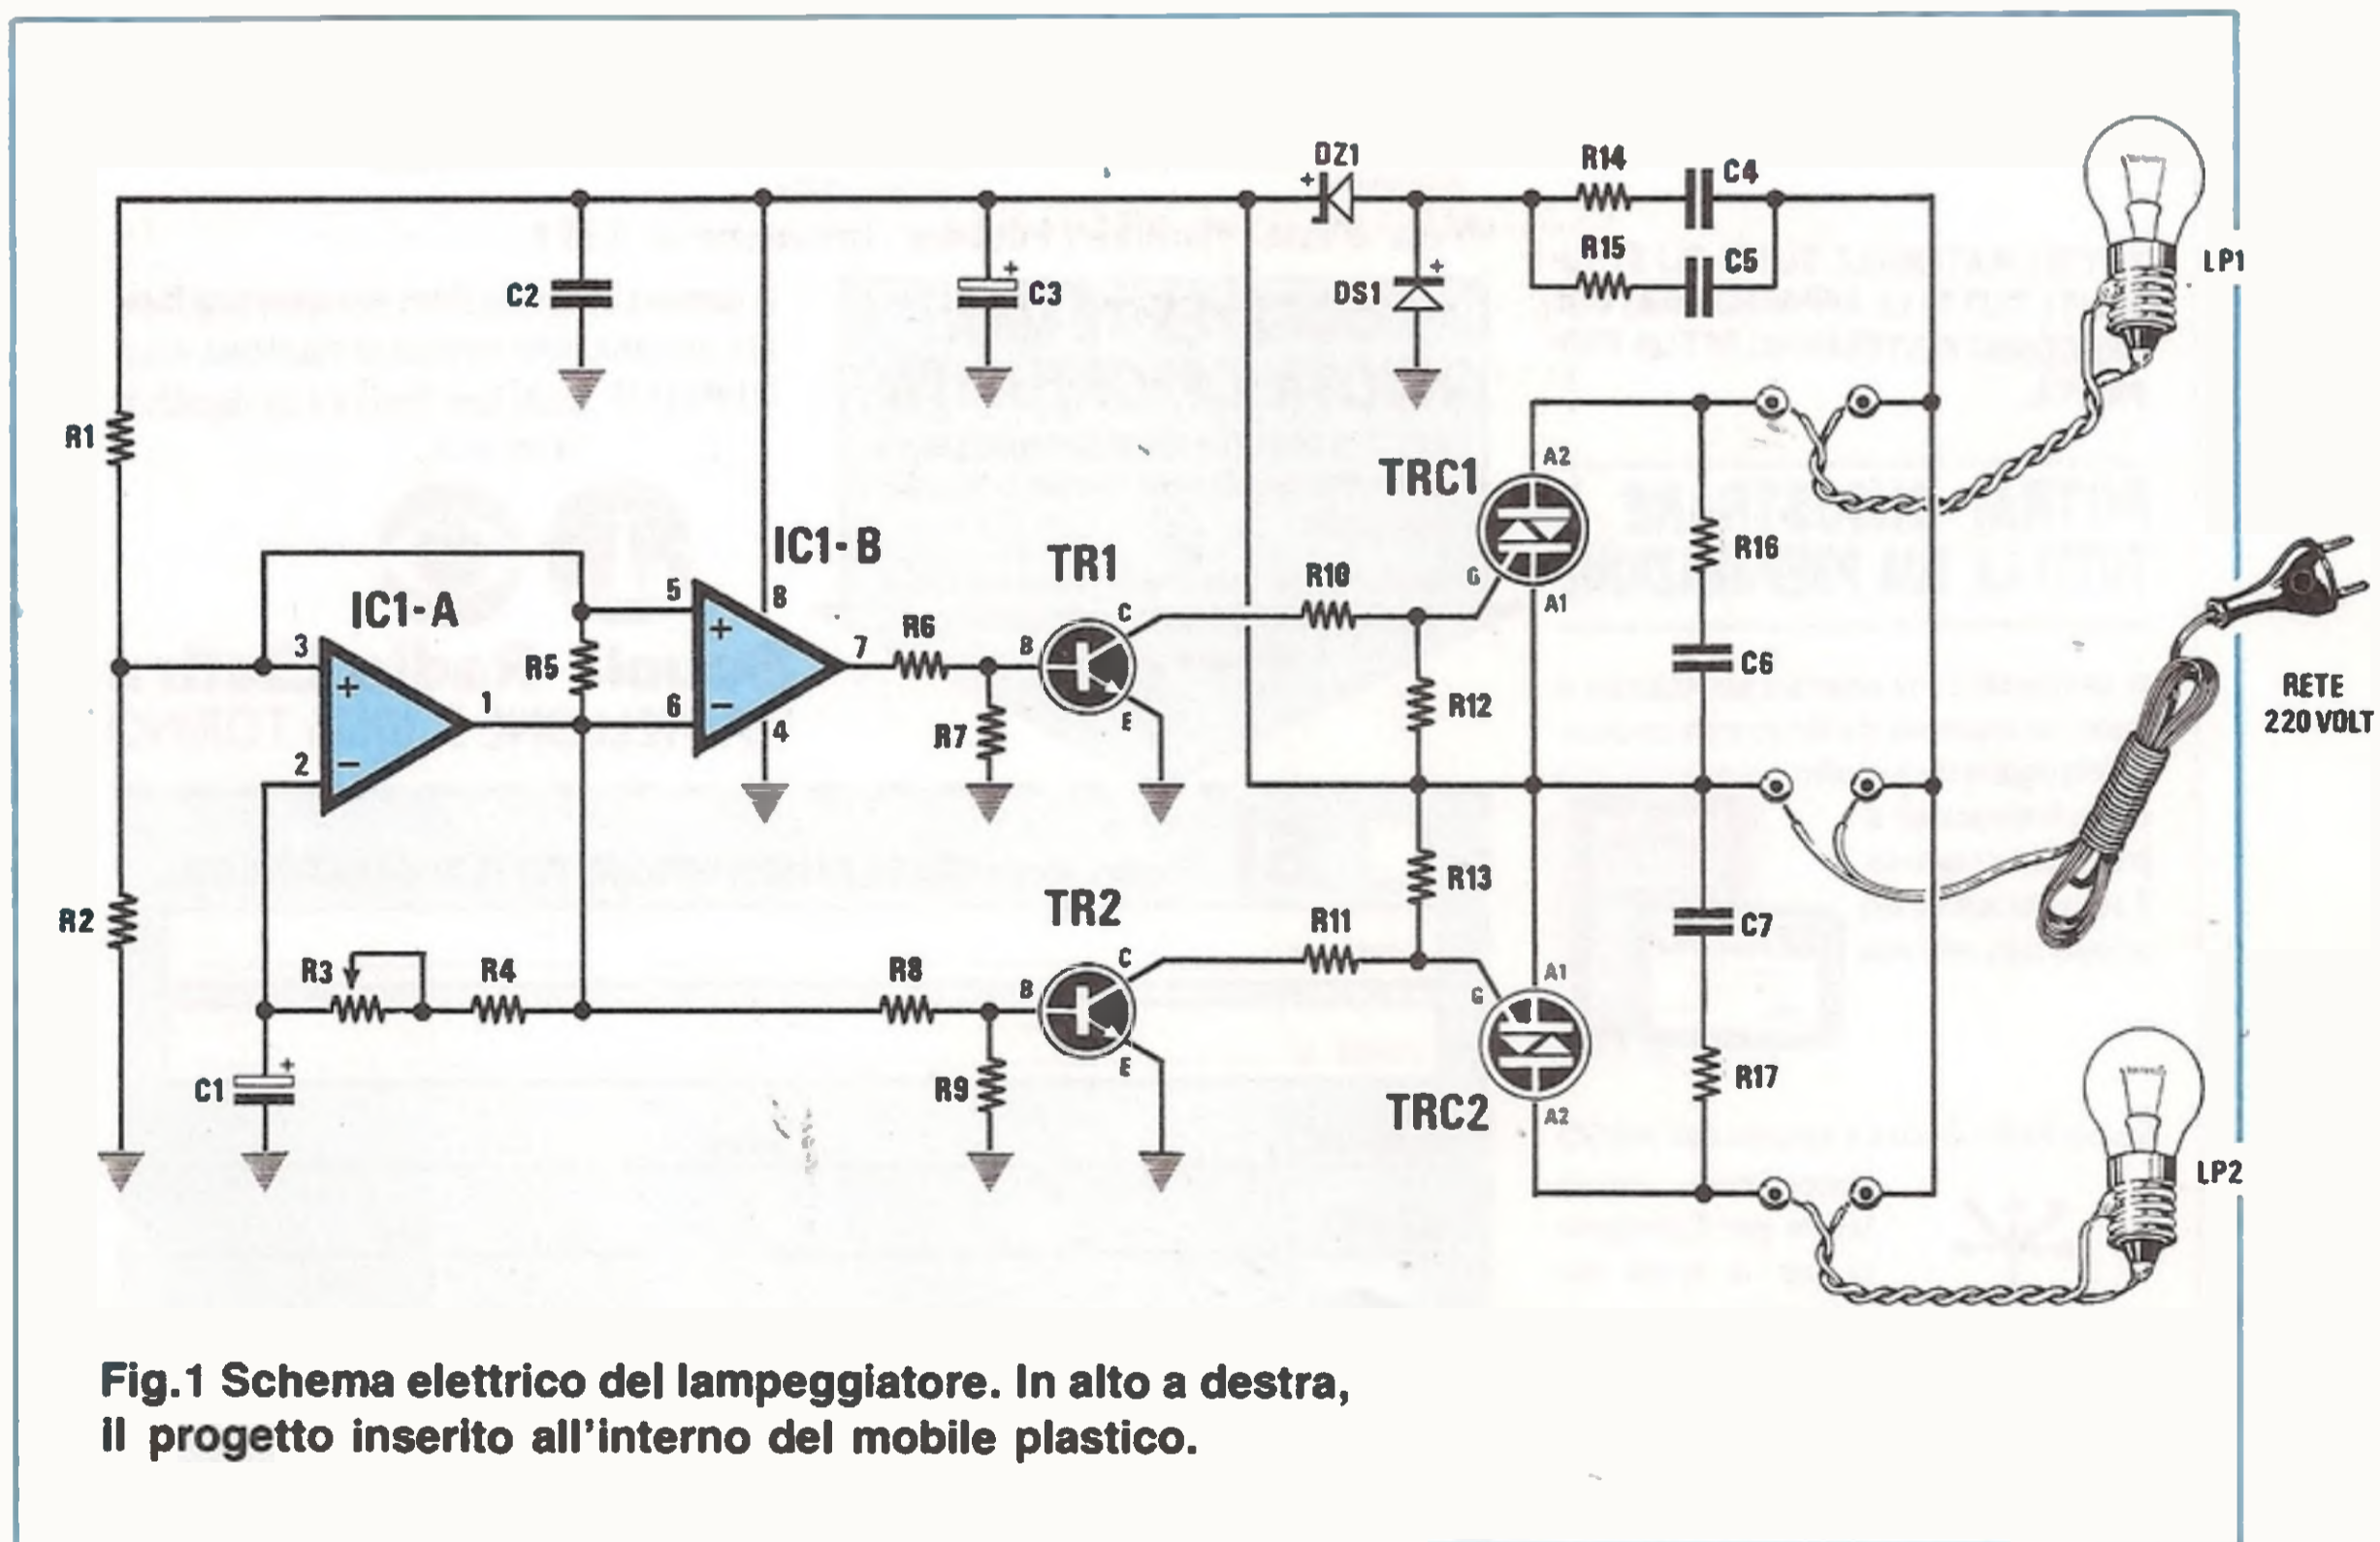 DZ1
R14
C4
R15
C5
LP1
C2
C3
DS1
R1
TRC1
A2
G
A1
R16
IC1-A
IC1-B
TR1
3
2
1
5
6
8
4
7
+
−
R5
R6
R7
B
C
E
R10
R12
C6
RETE
220 VOLT
R13
C7
R2
R3
R4
C1
R8
R9
TR2
B
C
E
R11
A1
G
A2
TRC2
R17
LP2
Fig.1 Schema elettrico del lampeggiatore. In alto a destra,
il progetto inserito all'interno del mobile plastico.